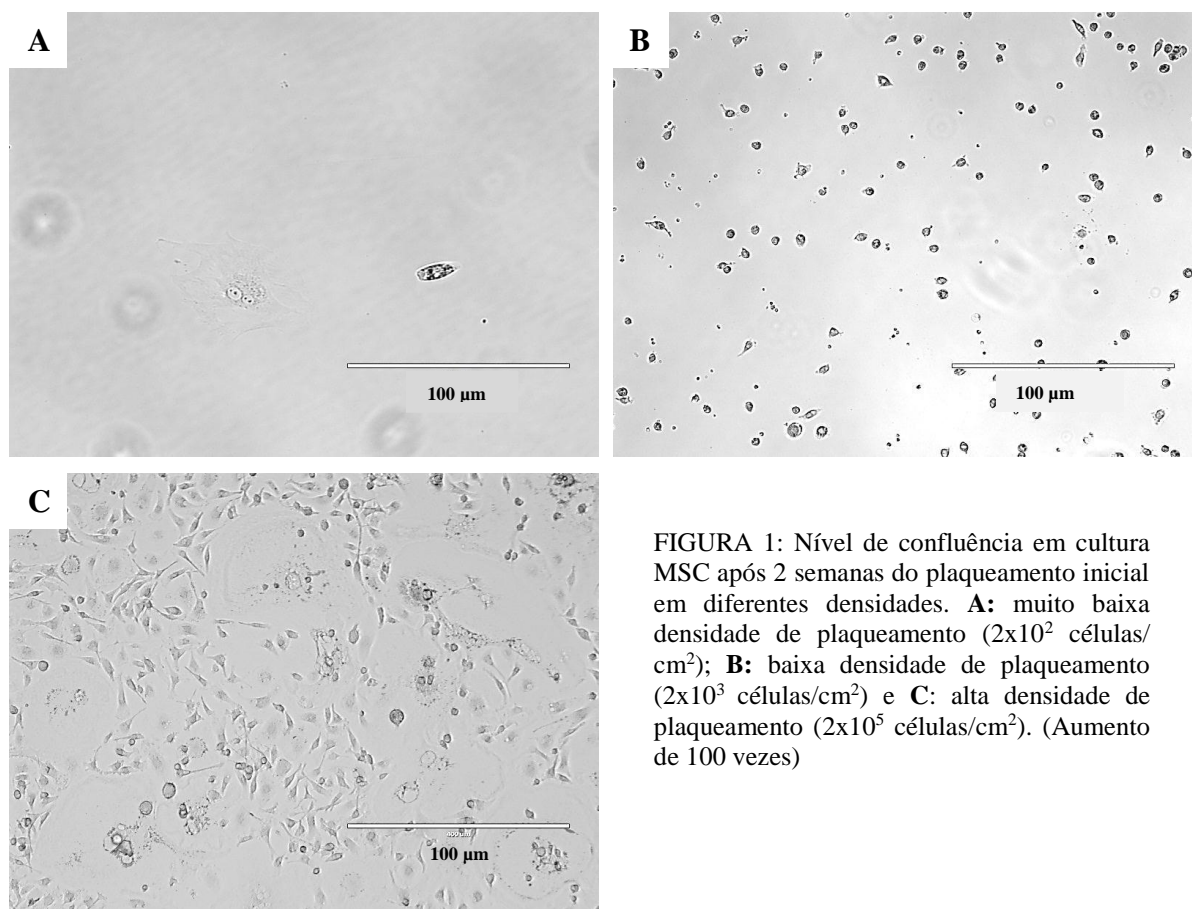 A
B
100 µm
100 µm
C
400 µm
100 µm
FIGURA 1: Nível de confluência em cultura
MSC após 2 semanas do plaqueamento inicial
em diferentes densidades. A: muito baixa
densidade de plaqueamento (2x10² células/
cm²); B: baixa densidade de plaqueamento
(2x10³ células/cm²) e C: alta densidade de
plaqueamento (2x10⁵ células/cm²). (Aumento
de 100 vezes)